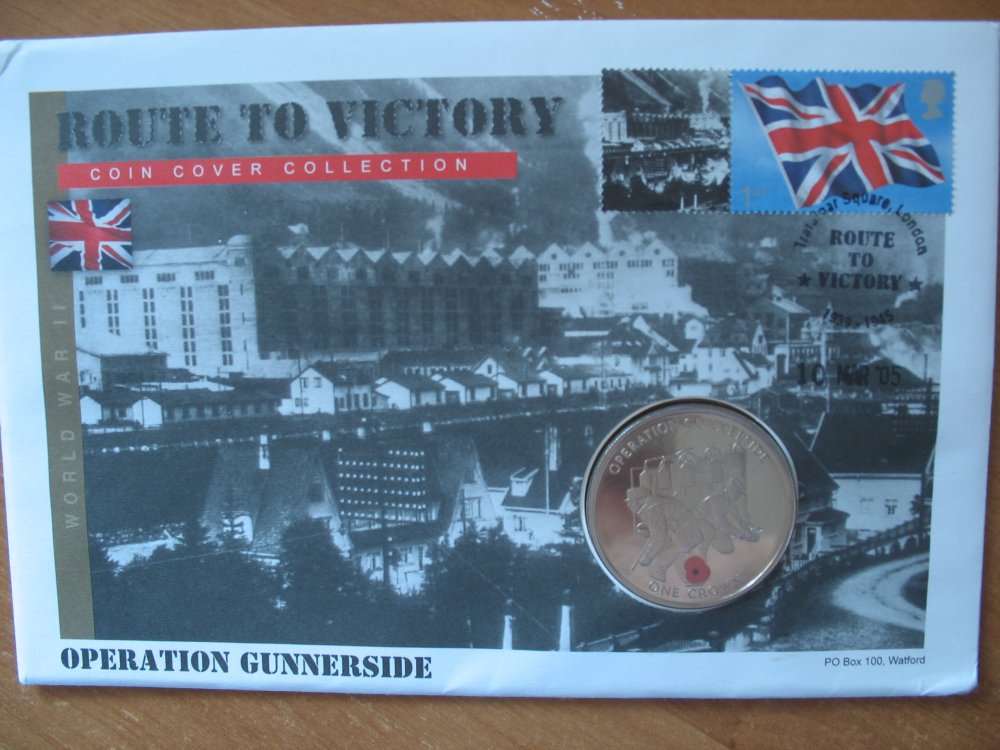 ROUTE TO VICTORY
COIN COVER COLLECTION
1st
Trafalgar Square, London
ROUTE
TO
VICTORY
1939 - 1945
10 MAR '05
WORLD WAR II
OPERATION GUNNERSIDE
ONE CROWN
OPERATION GUNNERSIDE
PO Box 100, Watford